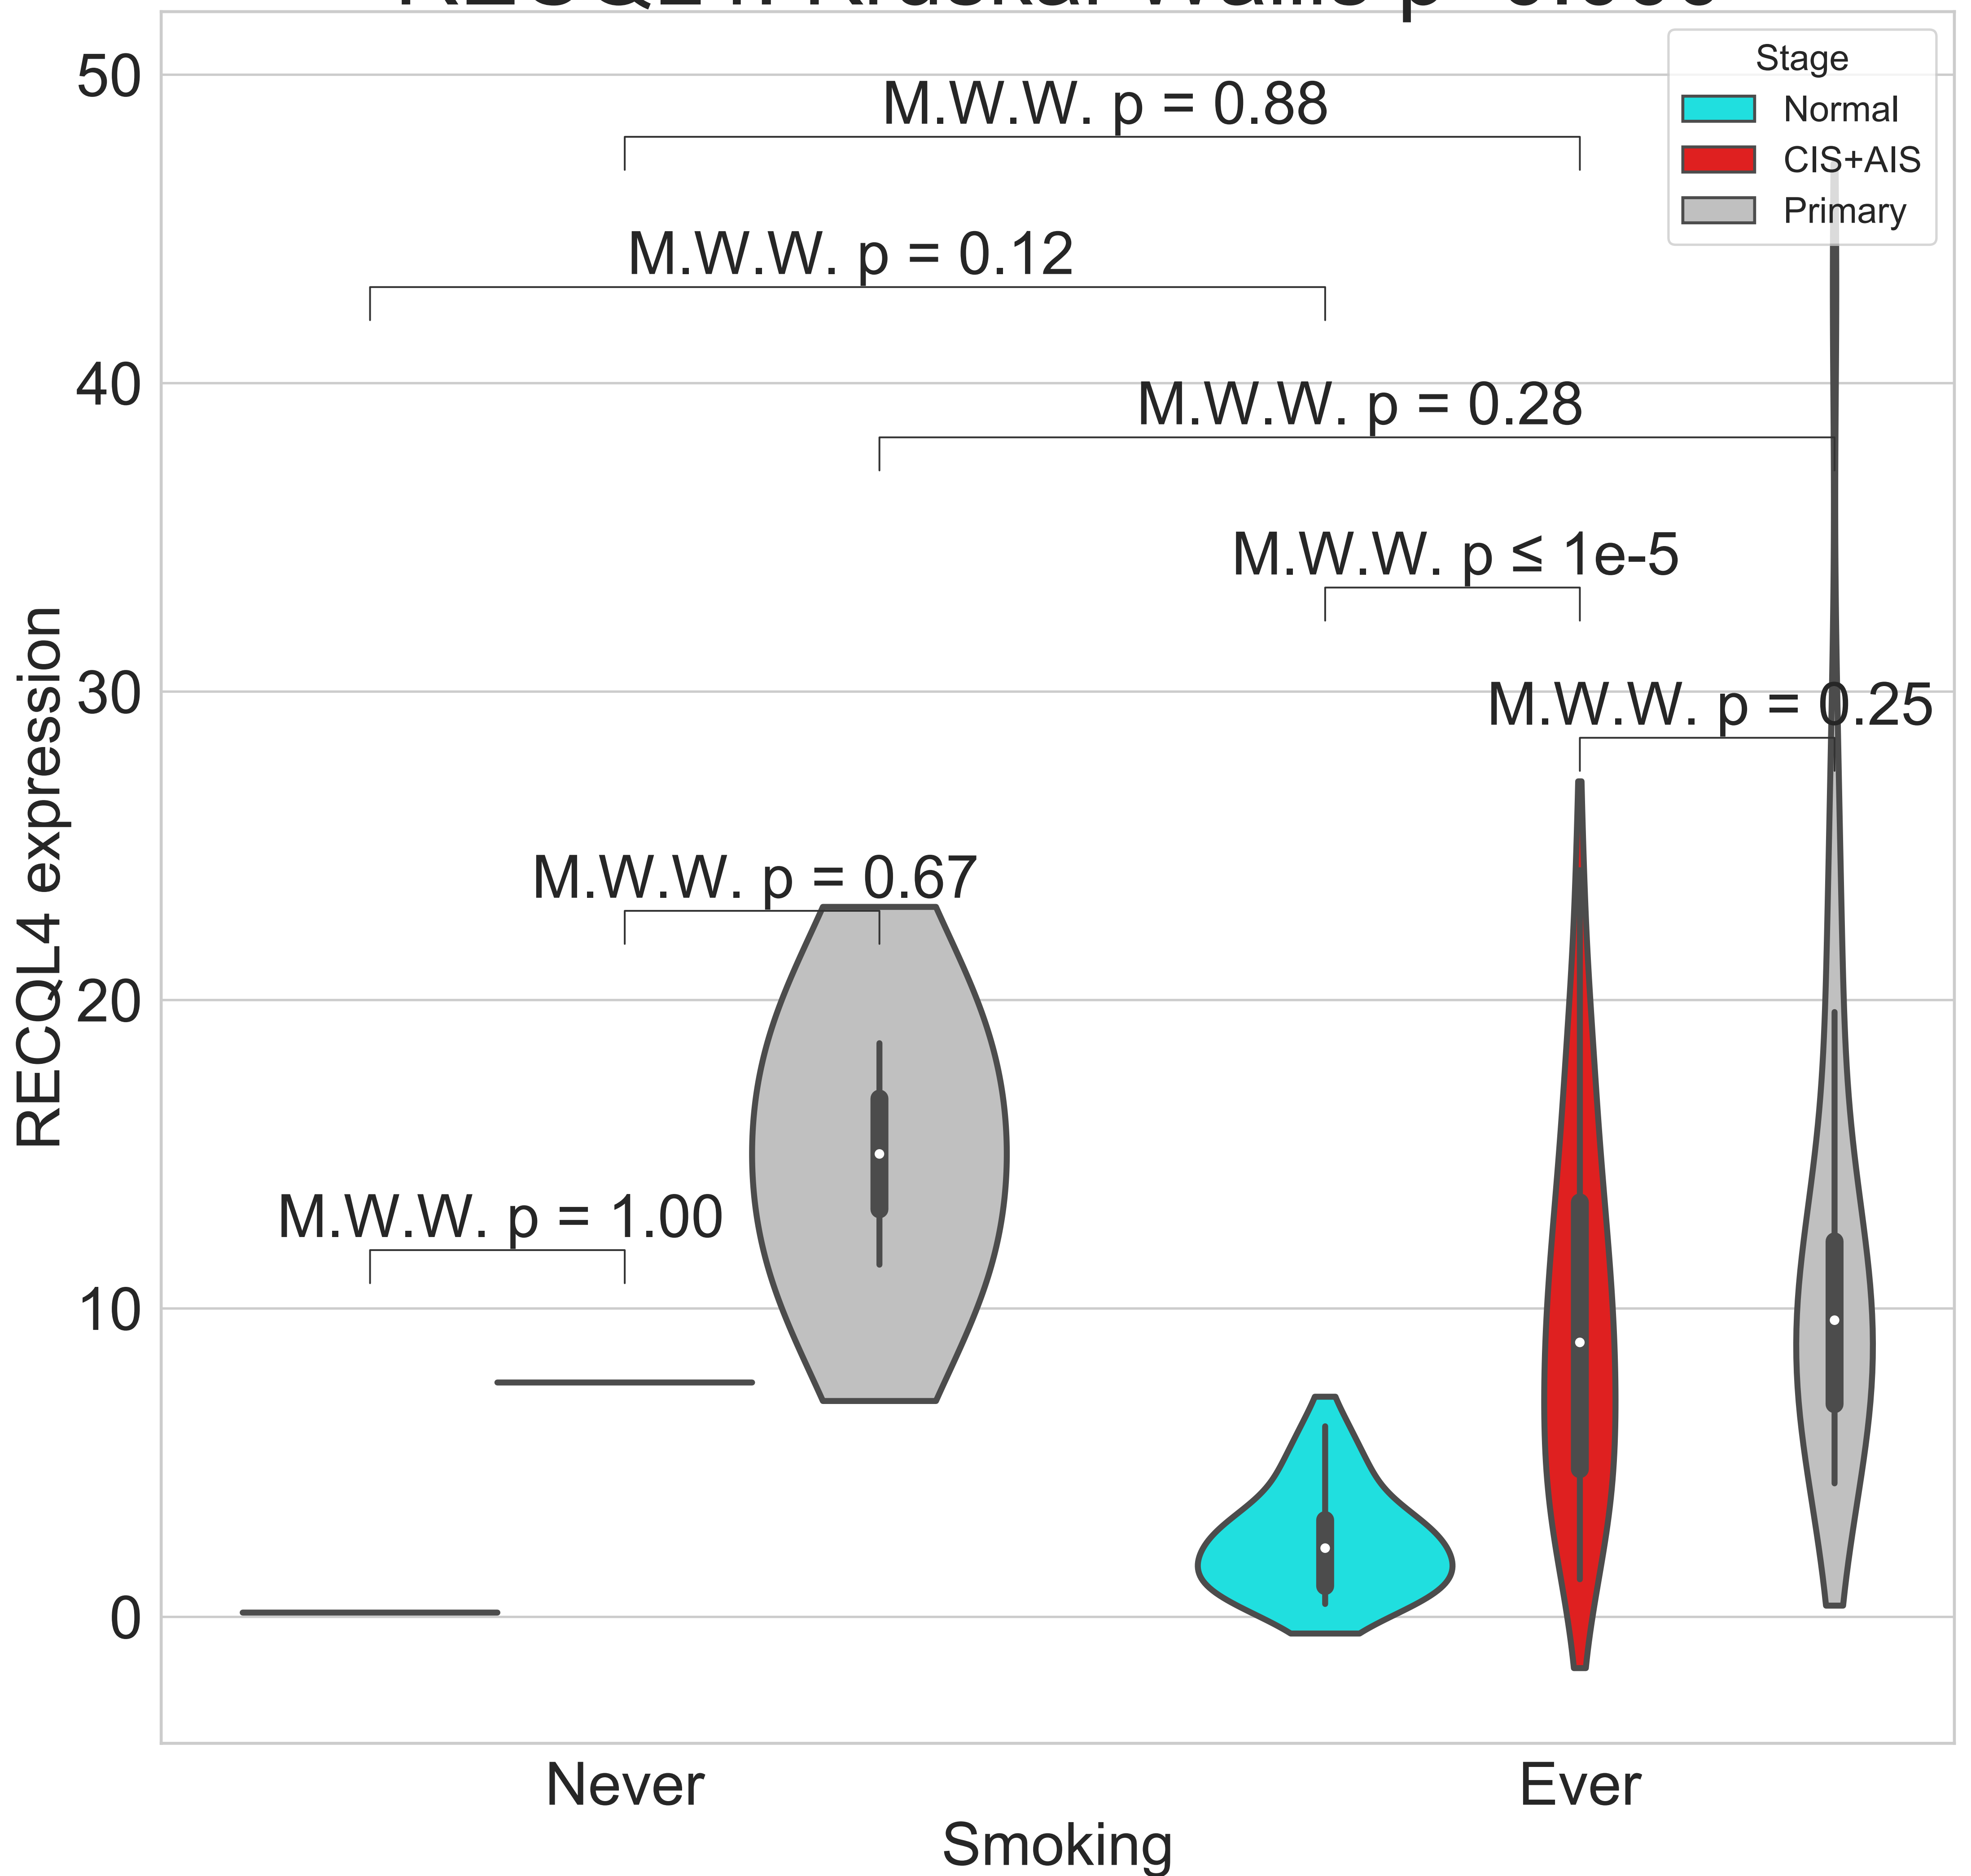 50
40
30
20
10
0
RECQL4 expression
Stage
Normal
CIS+AIS
Primary
M.W.W. p = 0.88
M.W.W. p = 0.12
M.W.W. p = 0.28
M.W.W. p ≤ 1e-5
M.W.W. p = 0.25
M.W.W. p = 0.67
M.W.W. p = 1.00
Never
Ever
Smoking